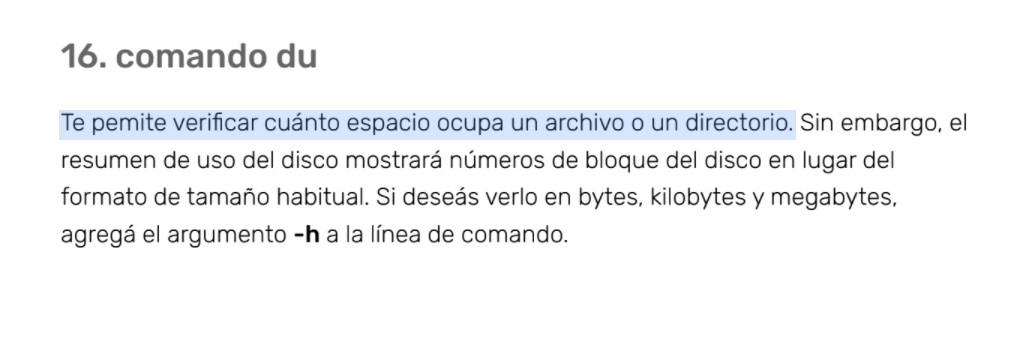 16. comando du
Te pemite verificar cuánto espacio ocupa un archivo o un directorio. Sin embargo, el
resumen de uso del disco mostrará números de bloque del disco en lugar del
formato de tamaño habitual. Si deseás verlo en bytes, kilobytes y megabytes,
agregá el argumento -h a la línea de comando.